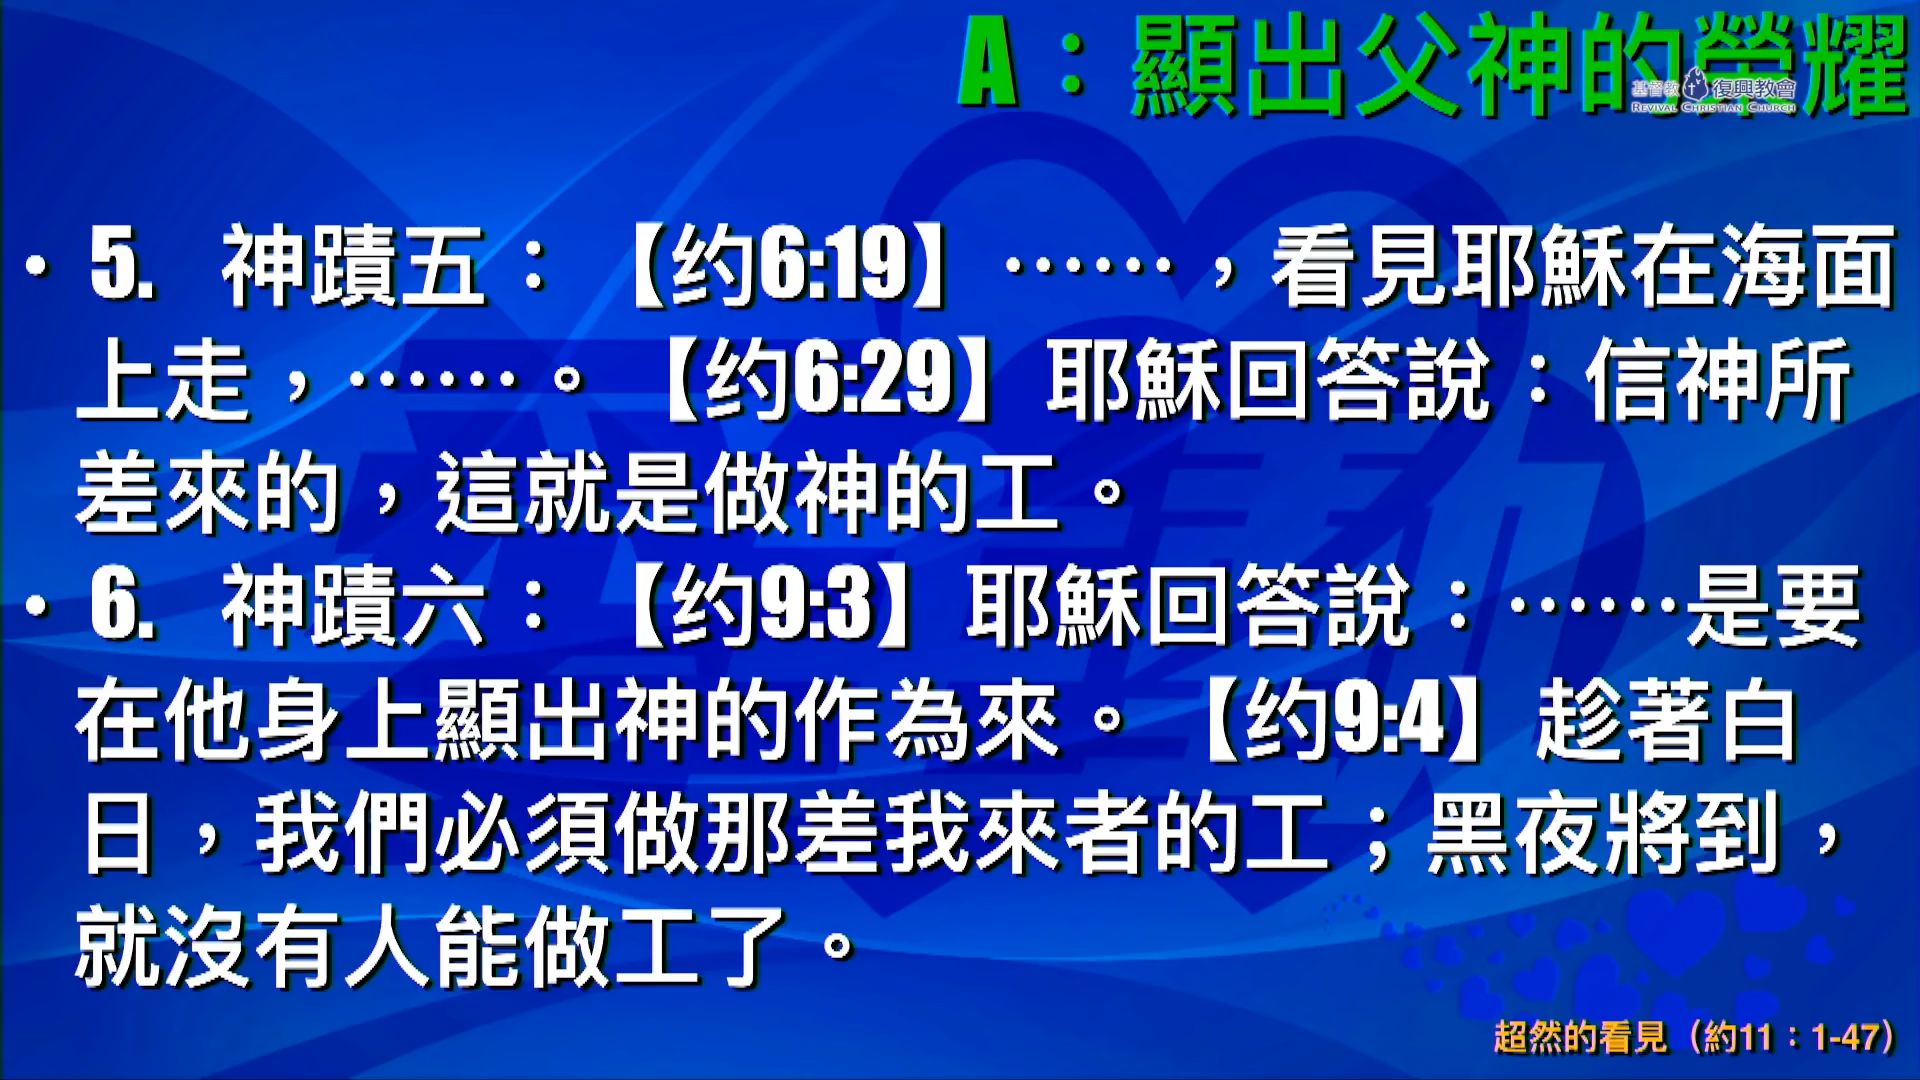 A：顯出父神的榮耀
基督教 復興教會
REVIVAL CHRISTIAN CHURCH
• 5. 神蹟五：【约6:19】……，看見耶穌在海面
上走，……。【约6:29】耶穌回答說：信神所
差來的，這就是做神的工。
• 6. 神蹟六：【约9:3】耶穌回答說：……是要
在他身上顯出神的作為來。【约9:4】趁著白
日，我們必須做那差我來者的工；黑夜將到，
就沒有人能做工了。
超然的看見（約11：1-47）